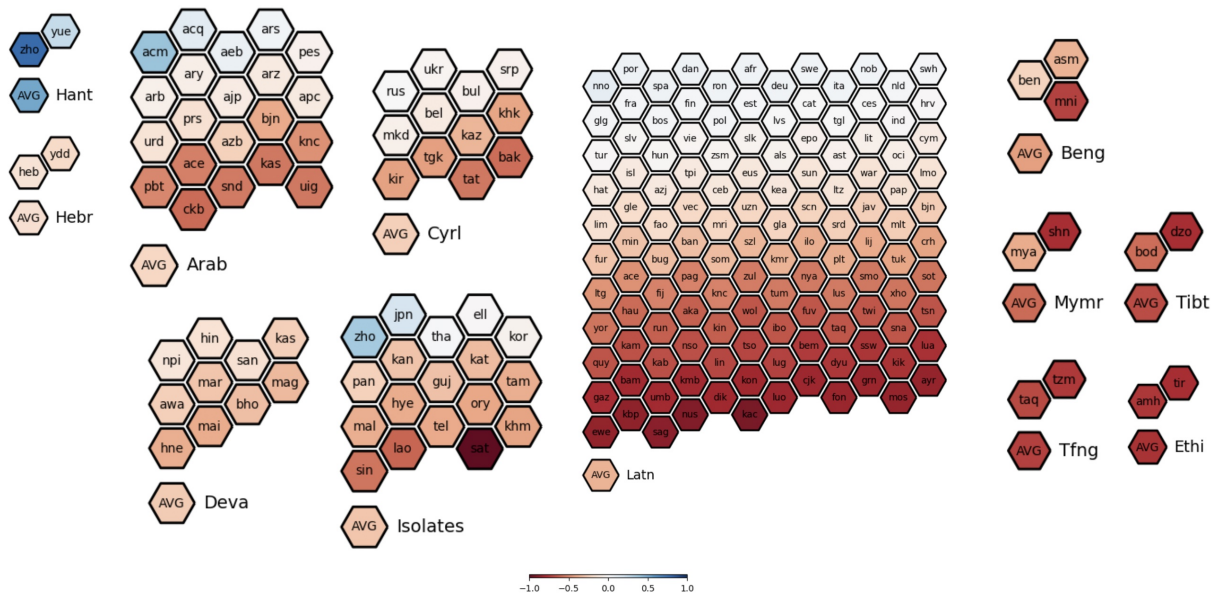 yue
zho
AVG Hant
ydd
heb
AVG Hebr
acq ars
acm aeb pes
ary arz
arb ajp apc
prs bjn
urd azb knc
ace kas
pbt snd uig
ckb
AVG Arab
ukr srp
rus bul
bel khk
mkd kaz
tgk bak
kir tat
AVG Cyrl
hin kas
npi san
mar mag
awa bho
mai
hne
AVG Deva
jpn ell
zho tha kor
kan kat
pan guj tam
hye ory
mal tel khm
lao sat
sin
AVG Isolates
por dan afr swe nob swh
nno spa ron deu ita nld
fra fin est cat ces hrv
glg bos pol lvs tgl ind
slv vie slk epo lit cym
tur hun zsm als ast oci
isl tpi eus sun war lmo
hat azj ceb kea ltz pap
gle vec uzn scn jav bjn
lim fao mri gla srd mlt
min ban szl ilo lij crh
fur bug som kmr plt tuk
ace pag zul nya smo sot
ltg fij knc tum lus xho
hau aka wol fuv twi tsn
yor run kin ibo taq sna
kam nso tso bem ssw lua
quy kab lin lug dyu kik
bam kmb kon cjk grn ayr
gaz umb dik luo fon mos
kbp nus kac
ewe sag
AVG Latn
asm
ben
mni
AVG Beng
shn
mya
AVG Mymr
dzo
bod
AVG Tibt
tzm
taq
AVG Tfng
tir
amh
AVG Ethi
−1.0 −0.5 0.0 0.5 1.0